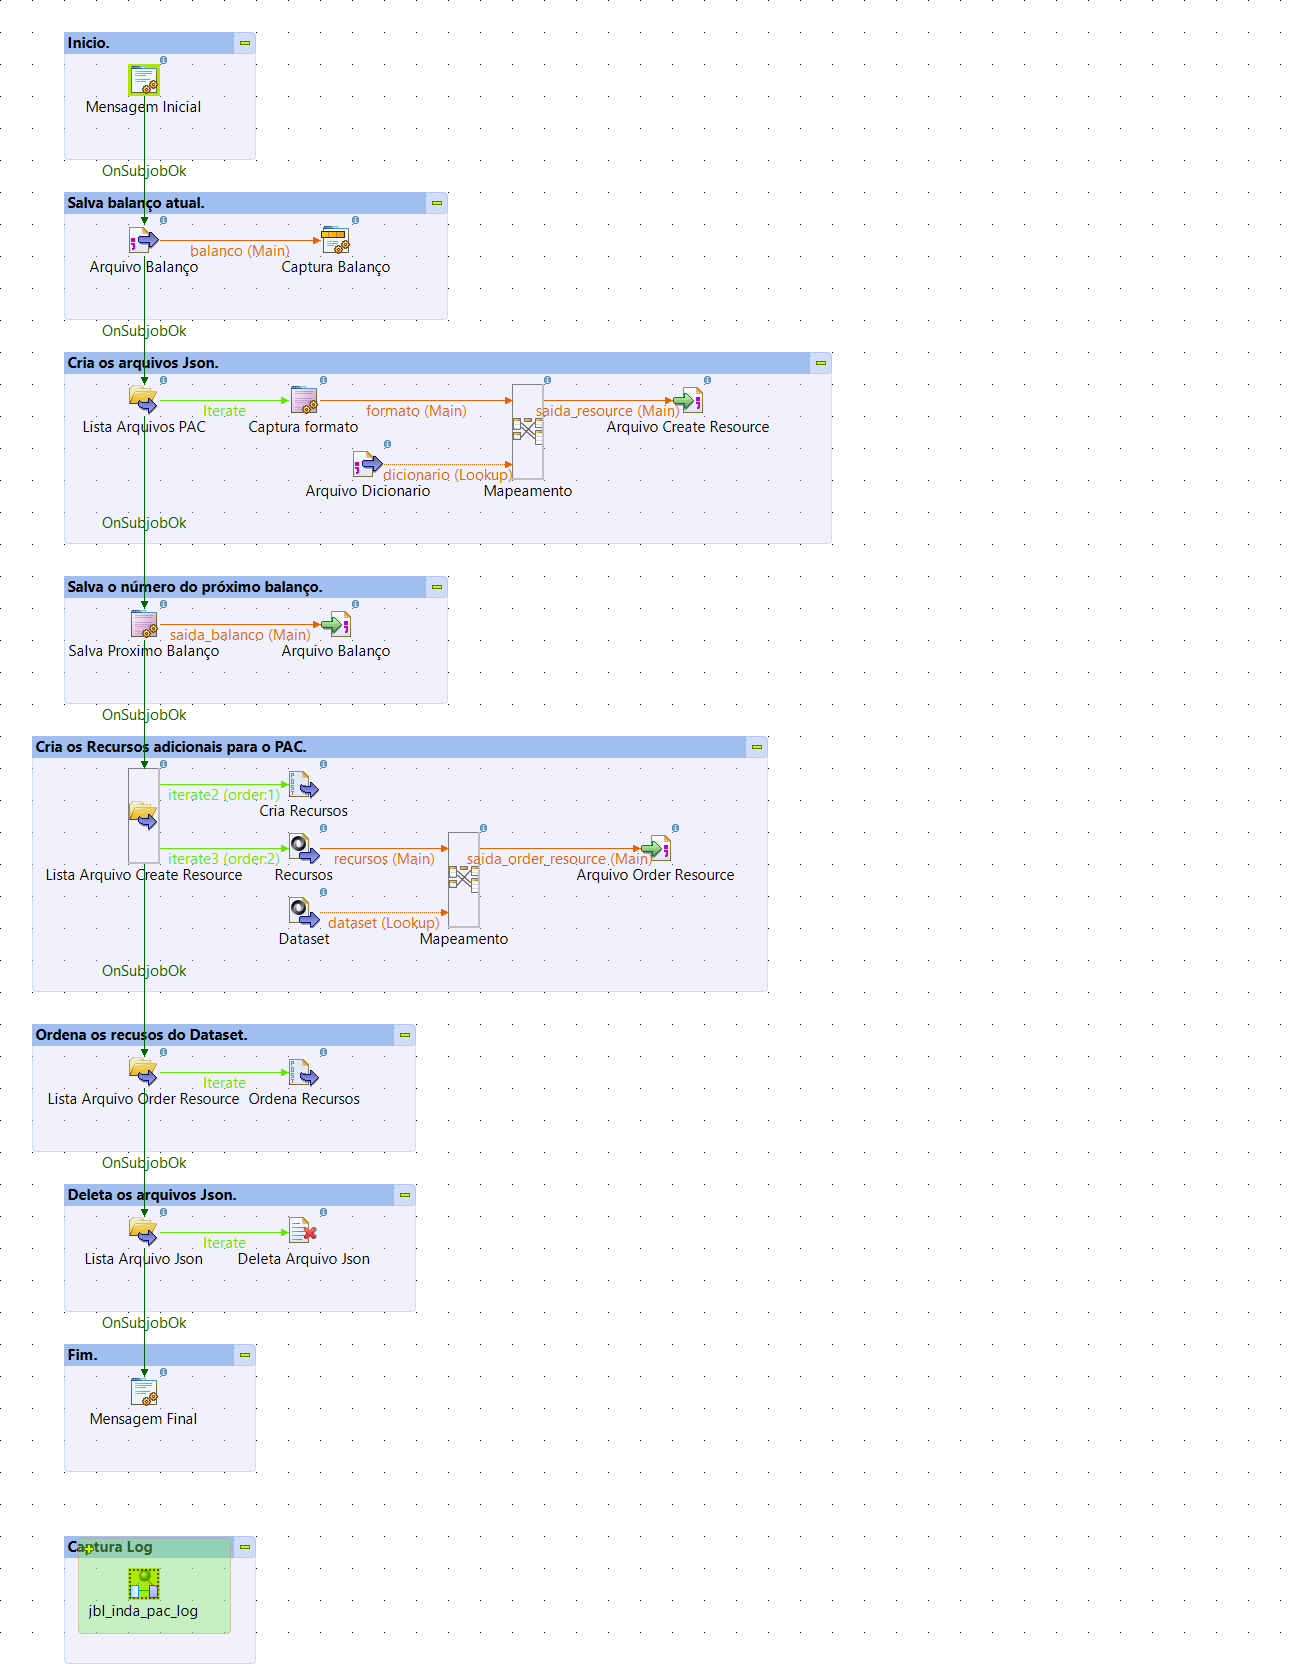 Inicio.
Mensagem Inicial
OnSubjobOk
Salva balanço atual.
balanco (Main)
Arquivo Balanço
Captura Balanço
OnSubjobOk
Cria os arquivos Json.
Iterate
formato (Main)
saida_resource (Main)
Lista Arquivos PAC
Captura formato
Arquivo Create Resource
dicionario (Lookup)
Arquivo Dicionario
Mapeamento
OnSubjobOk
Salva o número do próximo balanço.
saida_balanco (Main)
Salva Proximo Balanço
Arquivo Balanço
OnSubjobOk
Cria os Recursos adicionais para o PAC.
iterate2 (order:1)
Cria Recursos
iterate3 (order:2)
recursos (Main)
saida_order_resource (Main)
Lista Arquivo Create Resource
Recursos
Arquivo Order Resource
dataset (Lookup)
Dataset
Mapeamento
OnSubjobOk
Ordena os recusos do Dataset.
Iterate
Lista Arquivo Order Resource
Ordena Recursos
OnSubjobOk
Deleta os arquivos Json.
Iterate
Lista Arquivo Json
Deleta Arquivo Json
OnSubjobOk
Fim.
Mensagem Final
Captura Log
jbl_inda_pac_log